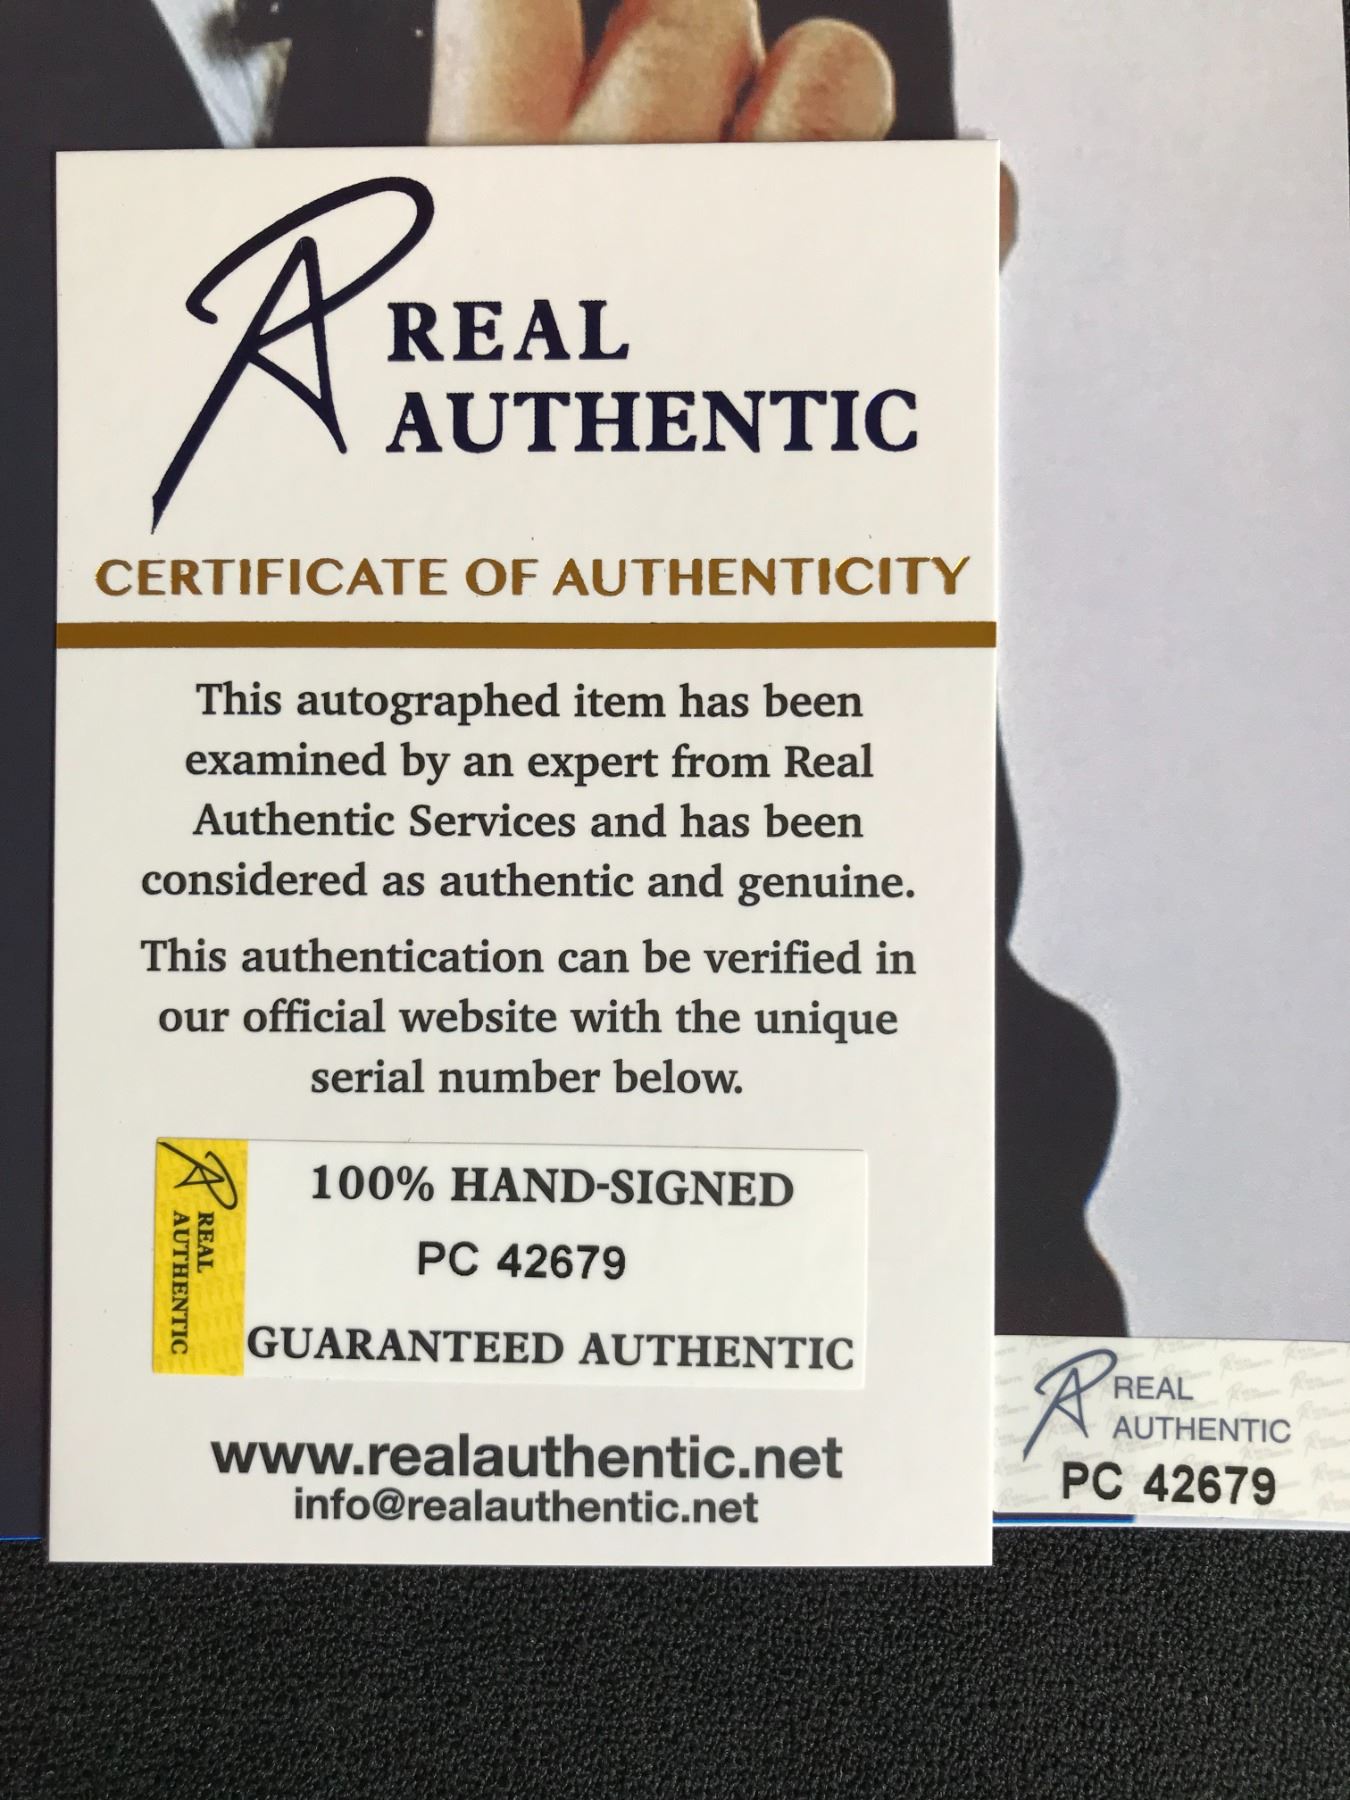 REAL
AUTHENTIC
CERTIFICATE OF AUTHENTICITY
This autographed item has been
examined by an expert from Real
Authentic Services and has been
considered as authentic and genuine.
This authentication can be verified in
our official website with the unique
serial number below.
REAL
AUTHENTIC
100% HAND-SIGNED
PC 42679
GUARANTEED AUTHENTIC
www.realauthentic.net
info@realauthentic.net
REAL
AUTHENTIC
PC 42679